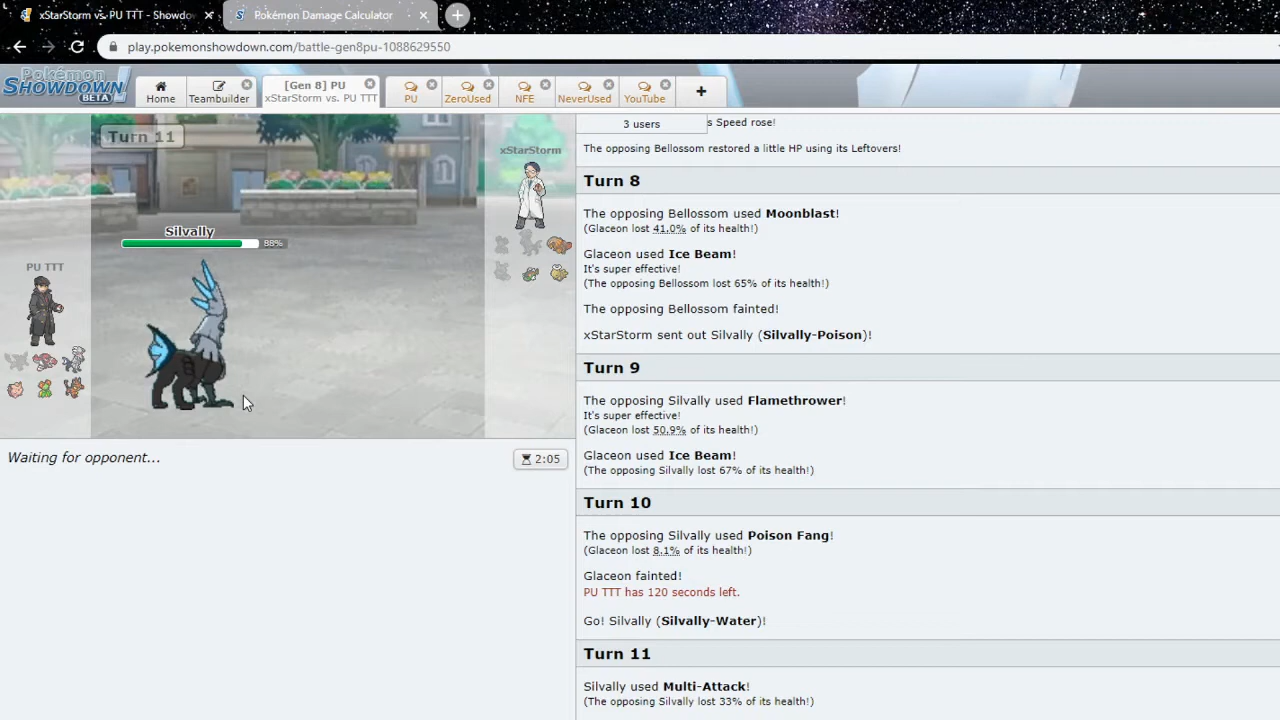 xStarStorm vs. PU TTT - Showdo
Pokémon Damage Calculator
play.pokemonshowdown.com/battle-gen8pu-1088629550
Pokémon
SHOWDOWN!
BETA
Home
Teambuilder
[Gen 8] PU
xStarStorm vs. PU TTT
PU
ZeroUsed
NFE
NeverUsed
YouTube
Turn 11
xStarStorm
Silvally
88%
PU TTT
Waiting for opponent...
2:05
3 users
s Speed rose!
The opposing Bellossom restored a little HP using its Leftovers!
Turn 8
The opposing Bellossom used Moonblast!
(Glaceon lost 41.0% of its health!)
Glaceon used Ice Beam!
It's super effective!
(The opposing Bellossom lost 65% of its health!)
The opposing Bellossom fainted!
xStarStorm sent out Silvally (Silvally-Poison)!
Turn 9
The opposing Silvally used Flamethrower!
It's super effective!
(Glaceon lost 50.9% of its health!)
Glaceon used Ice Beam!
(The opposing Silvally lost 67% of its health!)
Turn 10
The opposing Silvally used Poison Fang!
(Glaceon lost 8.1% of its health!)
Glaceon fainted!
PU TTT has 120 seconds left.
Go! Silvally (Silvally-Water)!
Turn 11
Silvally used Multi-Attack!
(The opposing Silvally lost 33% of its health!)